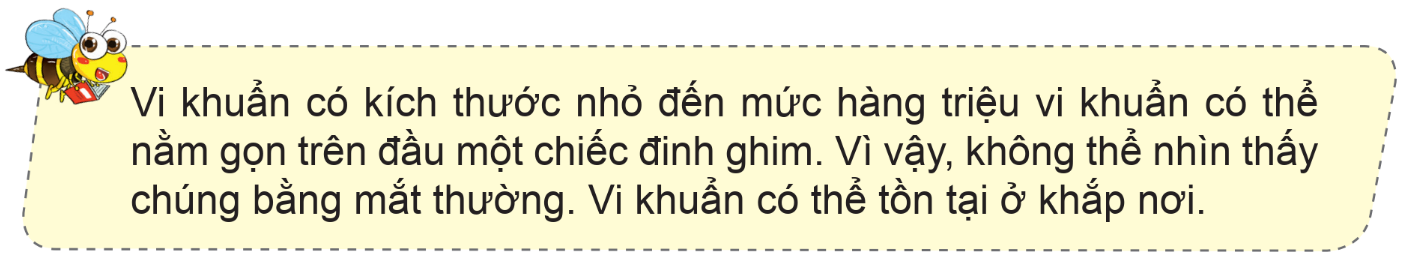 Vi khuẩn có kích thước nhỏ đến mức hàng triệu vi khuẩn có thể
nằm gọn trên đầu một chiếc đinh ghim. Vì vậy, không thể nhìn thấy
chúng bằng mắt thường. Vi khuẩn có thể tồn tại ở khắp nơi.